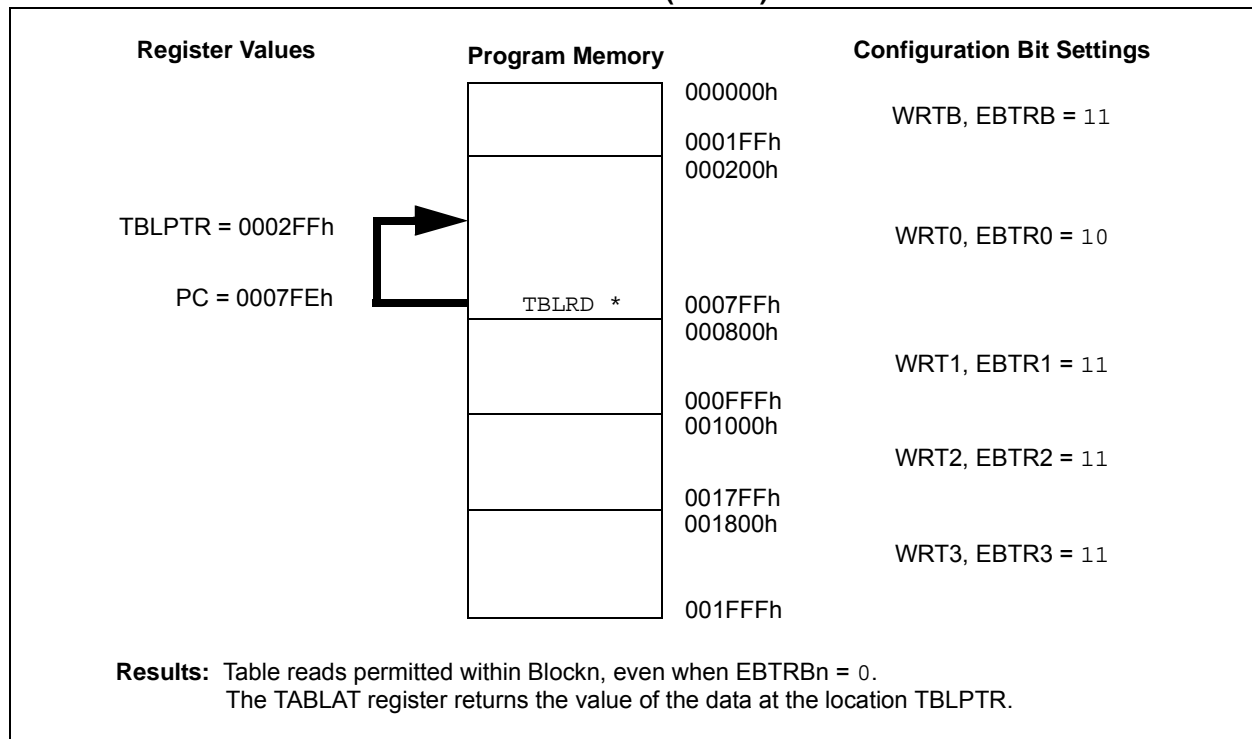 Register Values Program Memory Configuration Bit Settings
000000h
WRTB, EBTRB = 11
0001FFh
000200h
TBLPTR = 0002FFh
WRT0, EBTR0 = 10
PC = 0007FEh
TBLRD *
0007FFh
000800h
WRT1, EBTR1 = 11
000FFFh
001000h
WRT2, EBTR2 = 11
0017FFh
001800h
WRT3, EBTR3 = 11
001FFFh
Results: Table reads permitted within Blockn, even when EBTRBn = 0.
The TABLAT register returns the value of the data at the location TBLPTR.